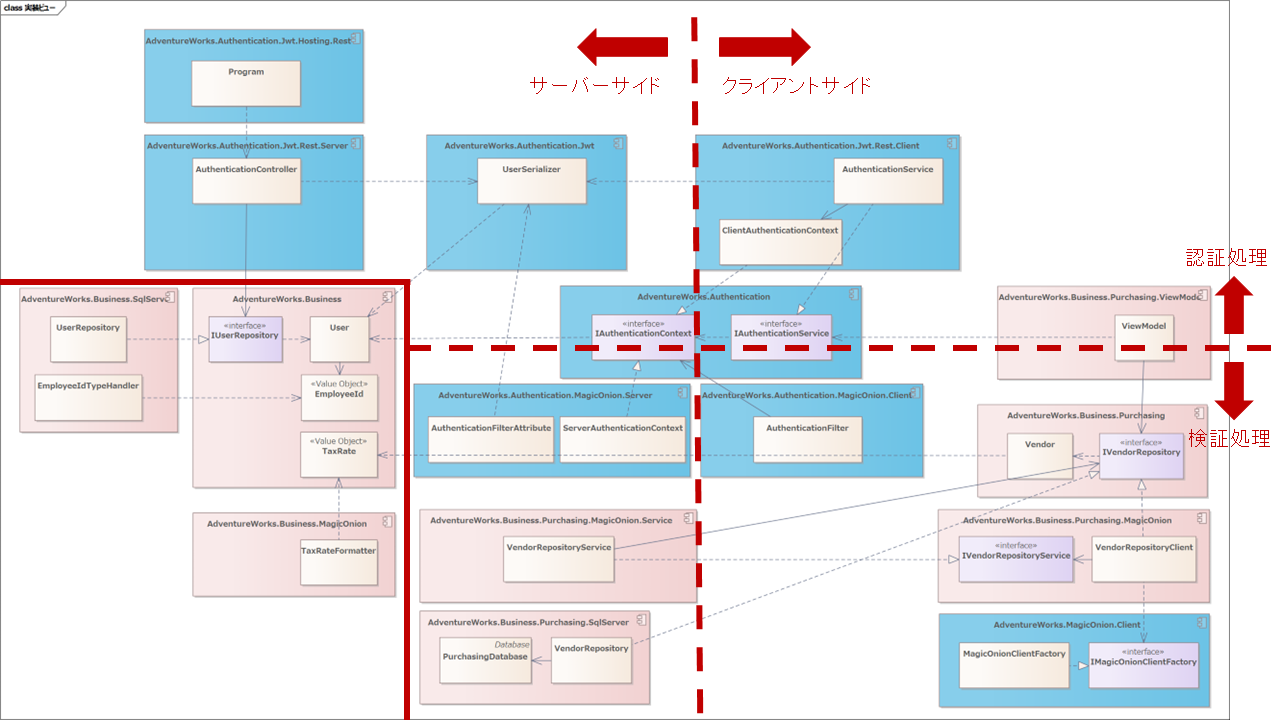 class 実装ビュー
AdventureWorks.Authentication.Jwt.Hosting.Rest
Program
サーバーサイド
クライアントサイド
AdventureWorks.Authentication.Jwt.Rest.Server
AuthenticationController
AdventureWorks.Authentication.Jwt
UserSerializer
AdventureWorks.Authentication.Jwt.Rest.Client
AuthenticationService
ClientAuthenticationContext
認証処理
検証処理
AdventureWorks.Business.SqlServe
UserRepository
EmployeeIdTypeHandler
AdventureWorks.Business
«interface»
IUserRepository
User
«Value Object»
EmployeeId
«Value Object»
TaxRate
AdventureWorks.Authentication
«interface»
IAuthenticationContext
«interface»
IAuthenticationService
AdventureWorks.Business.Purchasing.ViewMode
ViewModel
AdventureWorks.Authentication.MagicOnion.Server
AuthenticationFilterAttribute
ServerAuthenticationContext
AdventureWorks.Authentication.MagicOnion.Client
AuthenticationFilter
AdventureWorks.Business.Purchasing
Vendor
«interface»
IVendorRepository
AdventureWorks.Business.MagicOnion
TaxRateFormatter
AdventureWorks.Business.Purchasing.MagicOnion.Service
VendorRepositoryService
AdventureWorks.Business.Purchasing.MagicOnion
«interface»
IVendorRepositoryService
VendorRepositoryClient
AdventureWorks.Business.Purchasing.SqlServer
Database
PurchasingDatabase
VendorRepository
AdventureWorks.MagicOnion.Client
MagicOnionClientFactory
«interface»
IMagicOnionClientFactory